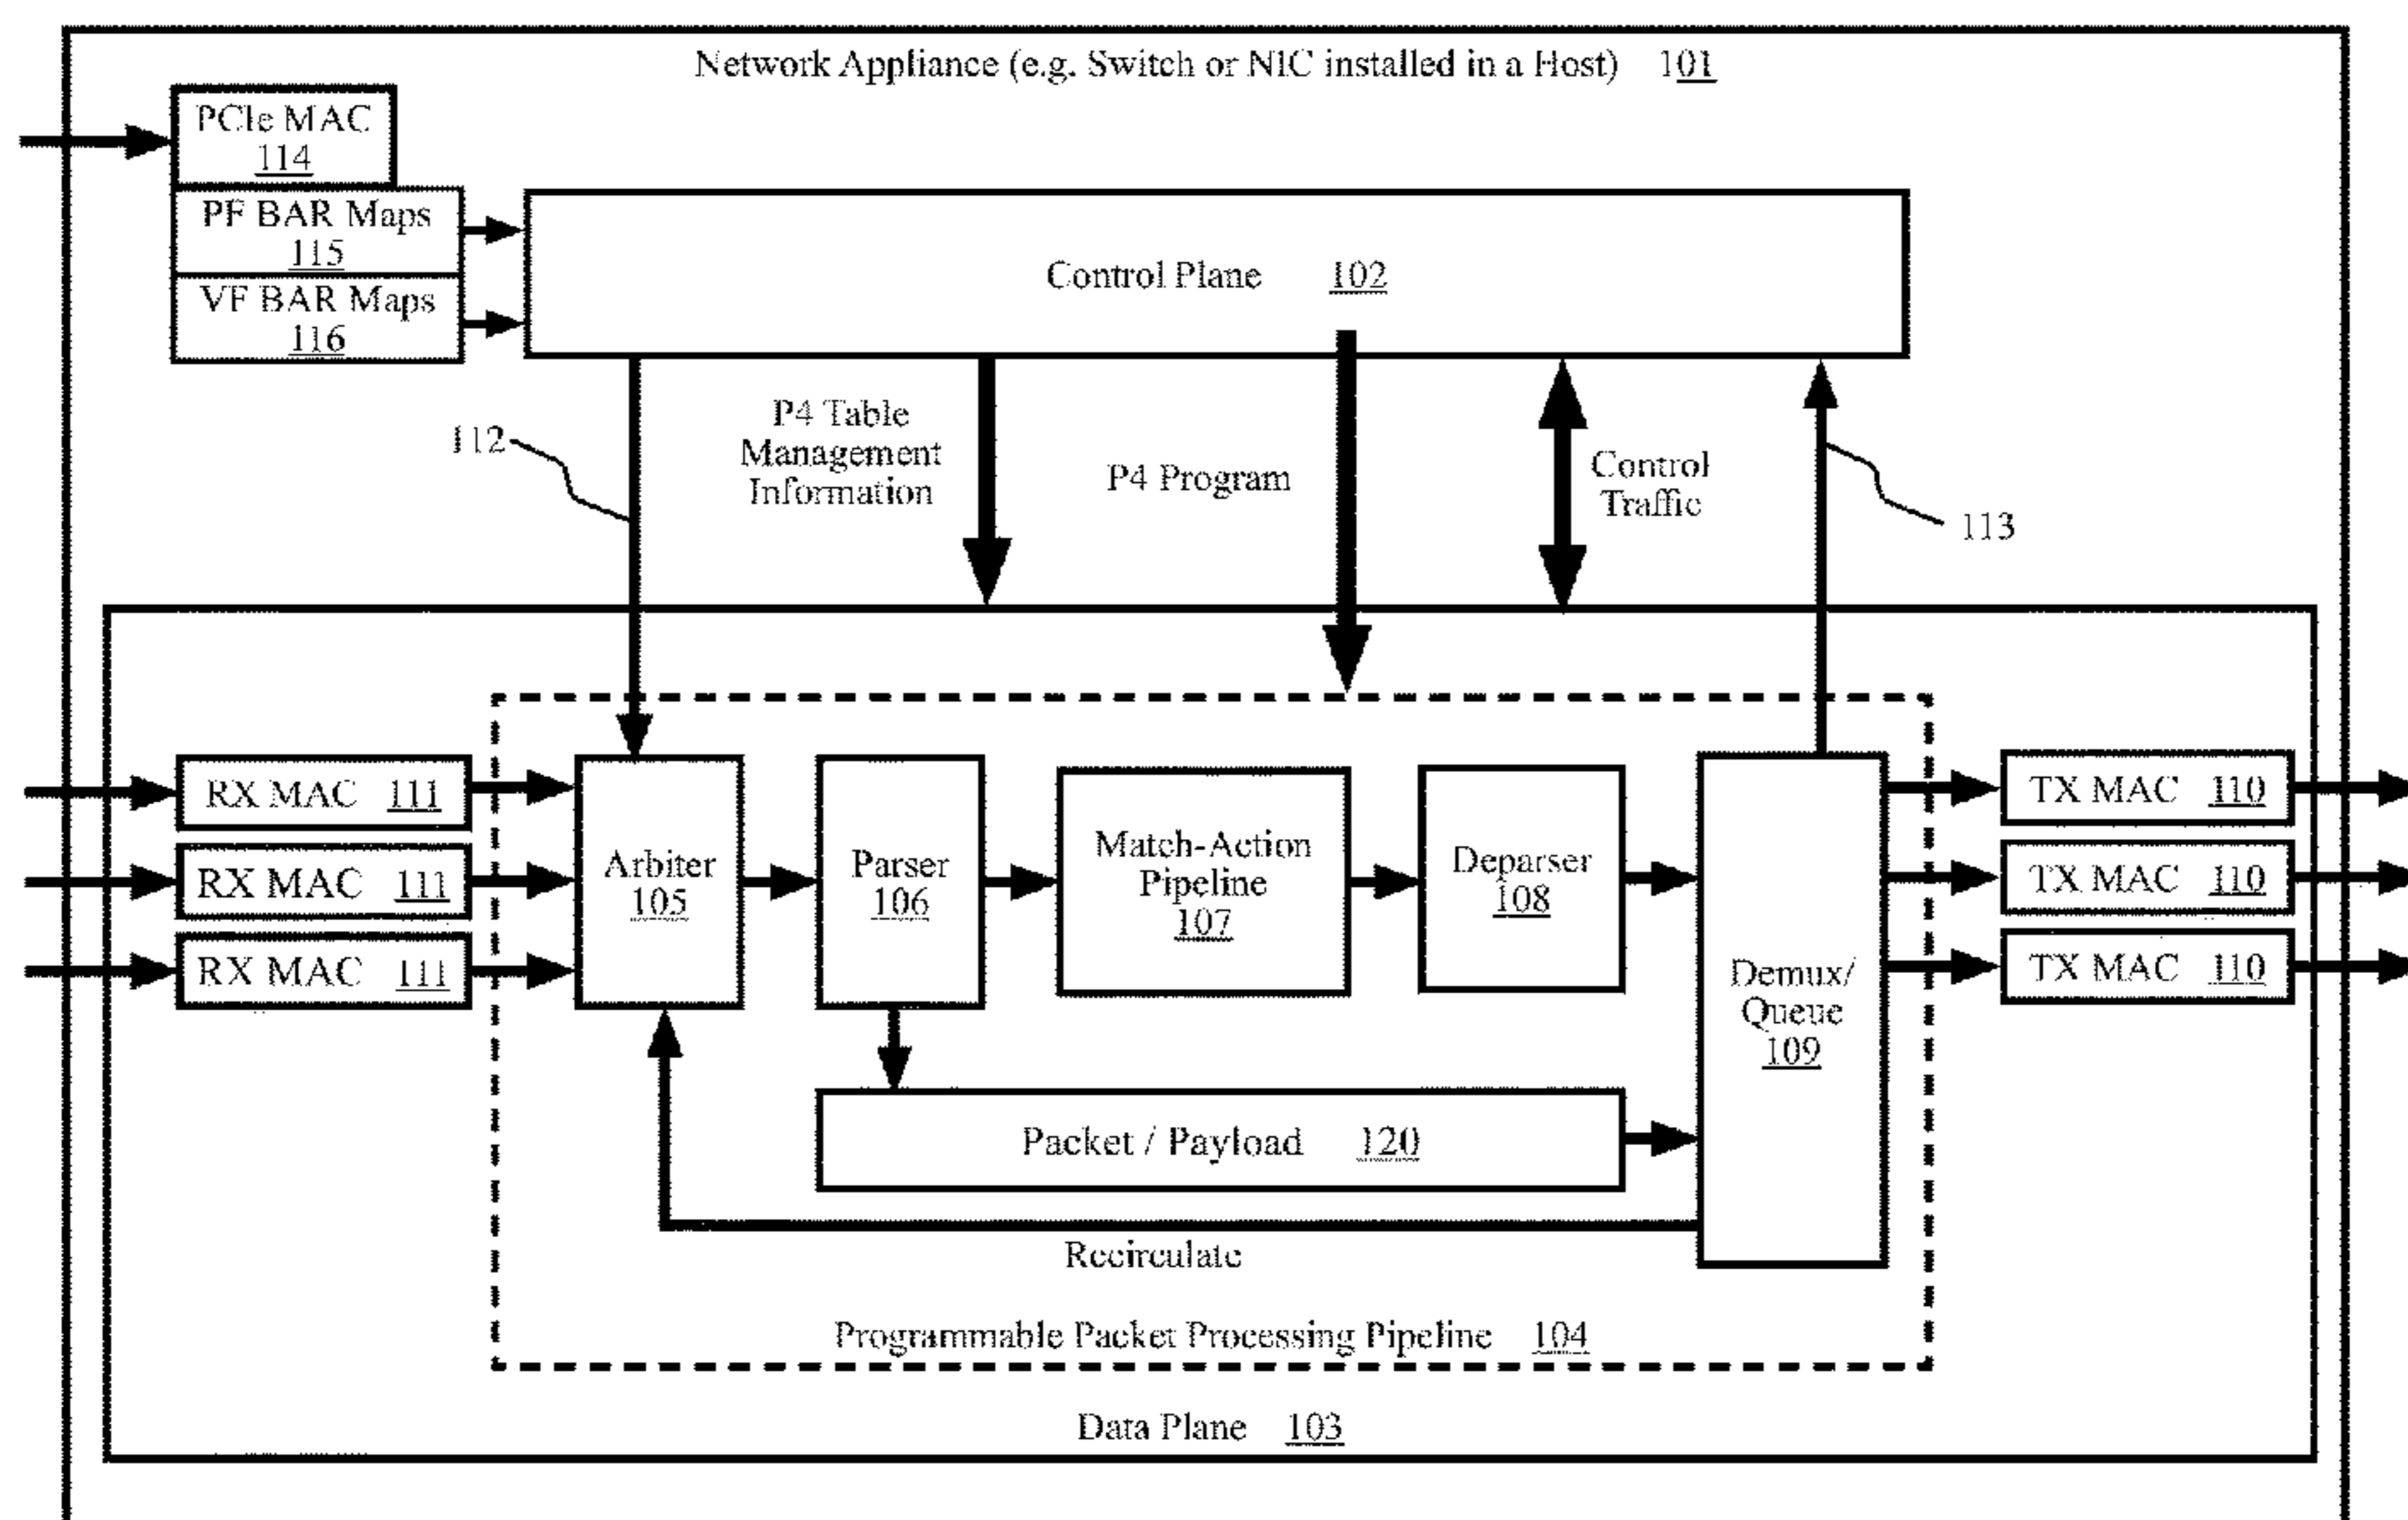 Network Appliance (e.g. Switch or NIC installed in a Host) 101
PCIe MAC
114
PF BAR Maps
115
VF BAR Maps
116
Control Plane 102
112
P4 Table
Management
Information
P4 Program
Control
Traffic
113
RX MAC 111
RX MAC 111
RX MAC 111
Arbiter
105
Parser
106
Match-Action
Pipeline
107
Deparser
108
Demux/
Queue
109
TX MAC 110
TX MAC 110
TX MAC 110
Packet / Payload 120
Recirculate
Programmable Packet Processing Pipeline 104
Data Plane 103